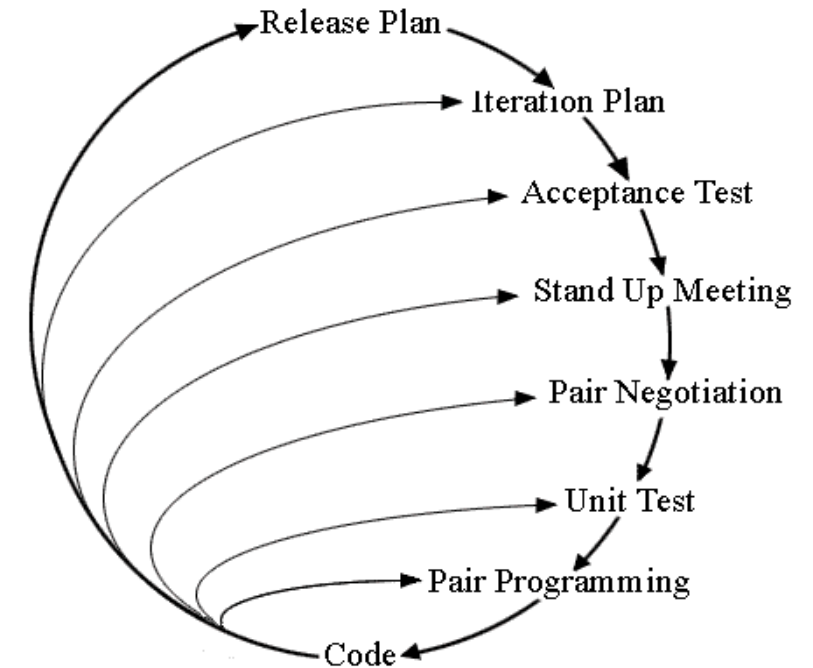 Release Plan
Iteration Plan
Acceptance Test
Stand Up Meeting
Pair Negotiation
Unit Test
Pair Programming
Code